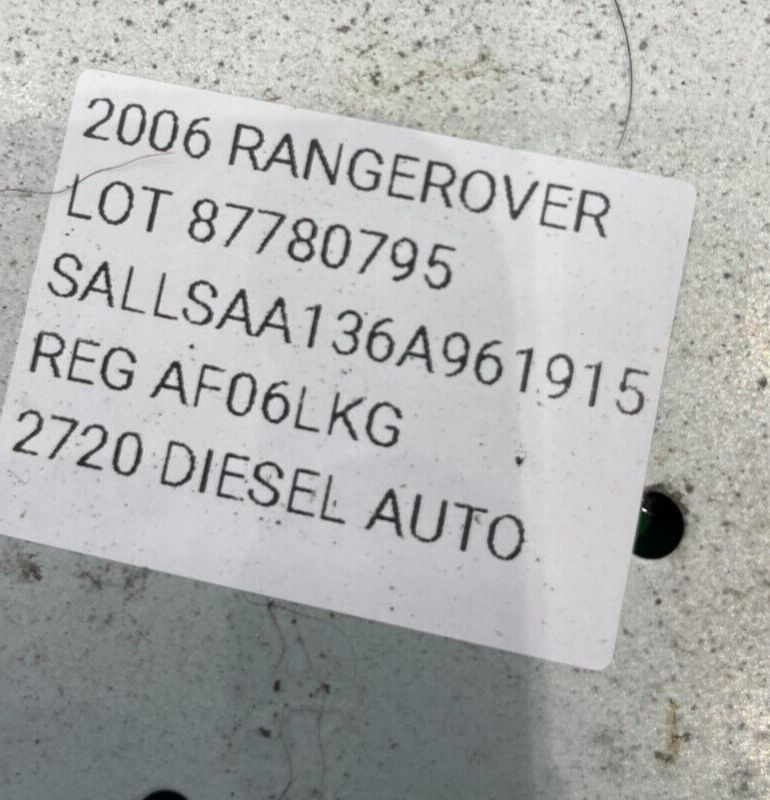 2006 RANGEROVER
LOT 87780795
SALLSAA136A961915
REG AF06LKG
2720 DIESEL AUTO